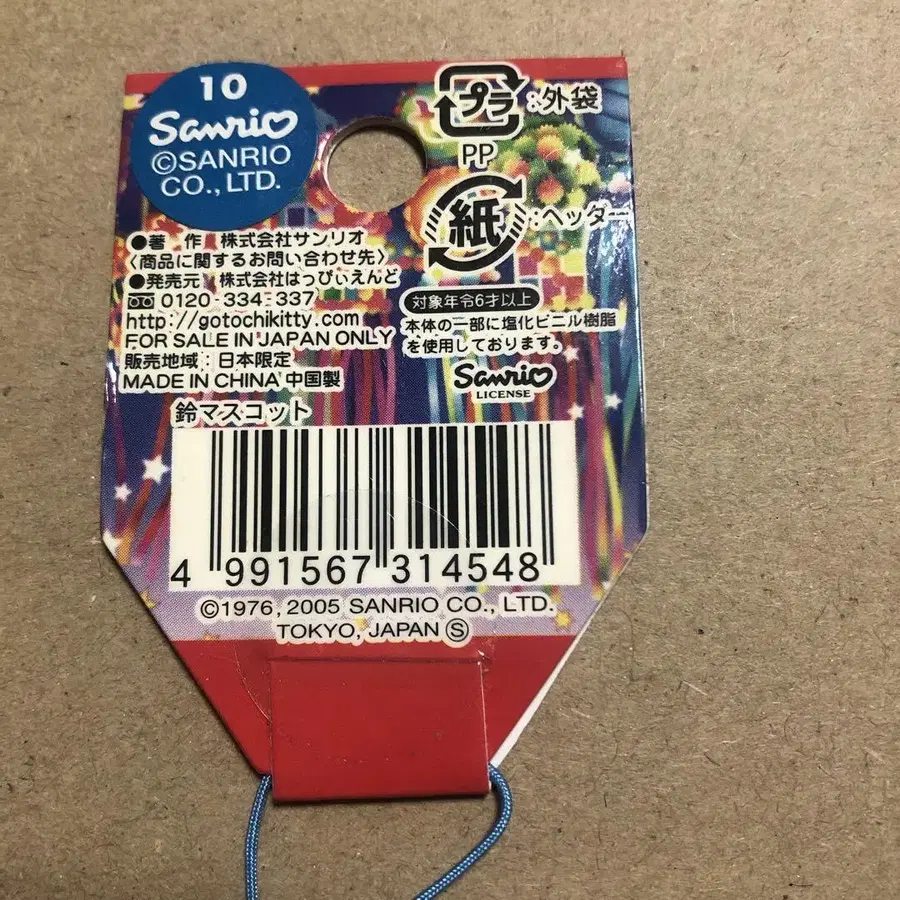 10
Sanrio
©SANRIO
CO., LTD.
プラ:外袋
PP
紙:ヘッダー
●著 作 株式会社サンリオ
〈商品に関するお問い合わせ先〉
●発売元 株式会社はっぴぃえんど
0120-334-337
http://gotochikitty.com
FOR SALE IN JAPAN ONLY
販売地域:日本限定
MADE IN CHINA 中国製
対象年令6才以上
本体の一部に塩化ビニル樹脂
を使用しております。
Sanrio
LICENSE
鈴マスコット
4 991567 314548
©1976, 2005 SANRIO CO., LTD.
TOKYO, JAPAN Ⓢ